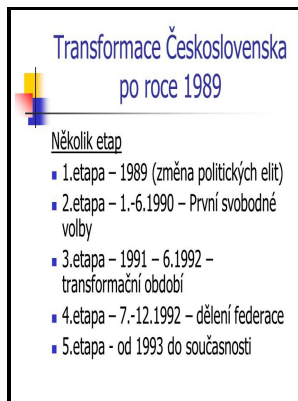 Transformace Československa
po roce 1989
Několik etap
1.etapa – 1989 (změna politických elit)
2.etapa – 1.-6.1990 – První svobodné
volby
3.etapa – 1991 – 6.1992 –
transformační období
4.etapa – 7.-12.1992 – dělení federace
5.etapa - od 1993 do současnosti